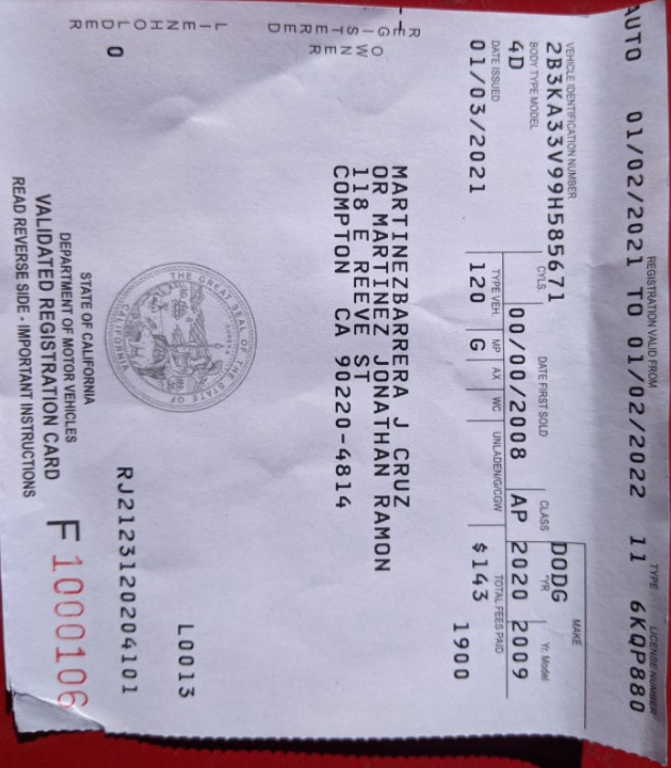 REGISTRATION VALID FROM TYPE LICENSE NUMBER
AUTO 01/02/2021 TO 01/02/2022 11 6KQP880
VEHICLE IDENTIFICATION NUMBER MAKE
2B3KA33V99H585671 DODG
BODY TYPE MODEL CYLS. DATE FIRST SOLD CLASS *YR Yr. Model
4D 00/00/2008 AP 2020 2009
DATE ISSUED TYPE VEH. MP AX WC UNLADEN/G/CGW TOTAL FEES PAID
01/03/2021 120 G $143
1900
REGISTERED
OWNER
MARTINEZBARRERA J CRUZ
OR MARTINEZ JONATHAN RAMON
118 E REEVE ST
COMPTON CA 90220-4814
THE GREAT SEAL OF THE STATE OF CALIFORNIA
EUREKA
L0013
LIENHOLDER
0
RJ2123120204101
STATE OF CALIFORNIA
DEPARTMENT OF MOTOR VEHICLES
VALIDATED REGISTRATION CARD
READ REVERSE SIDE - IMPORTANT INSTRUCTIONS
F 1000106